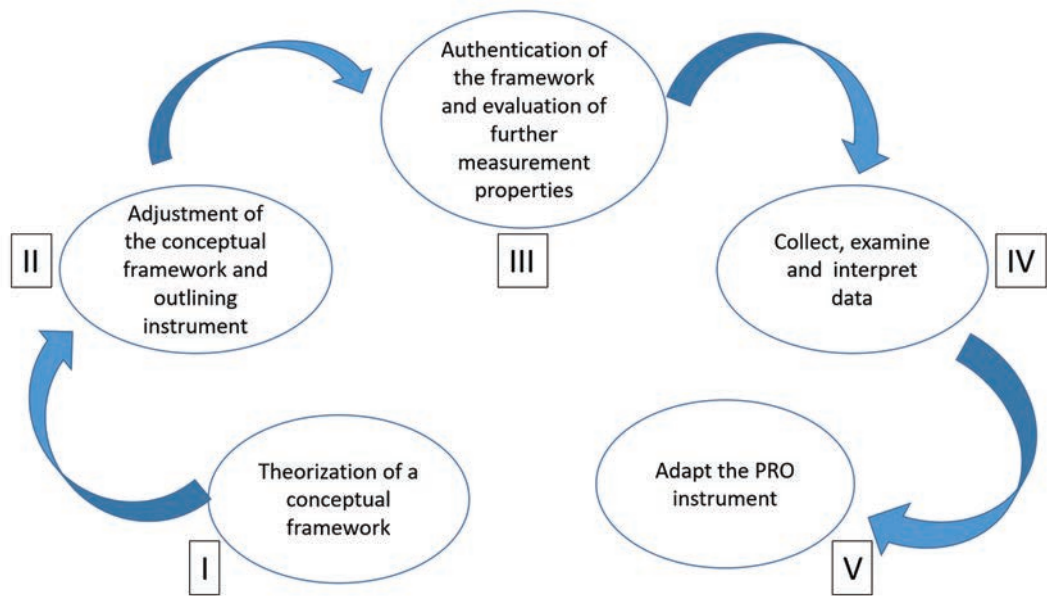 Theorization of a
conceptual
framework
I
Adjustment of
the conceptual
framework and
outlining
instrument
II
Authentication of
the framework
and evaluation of
further
measurement
properties
III
Collect, examine
and interpret
data
IV
Adapt the PRO
instrument
V